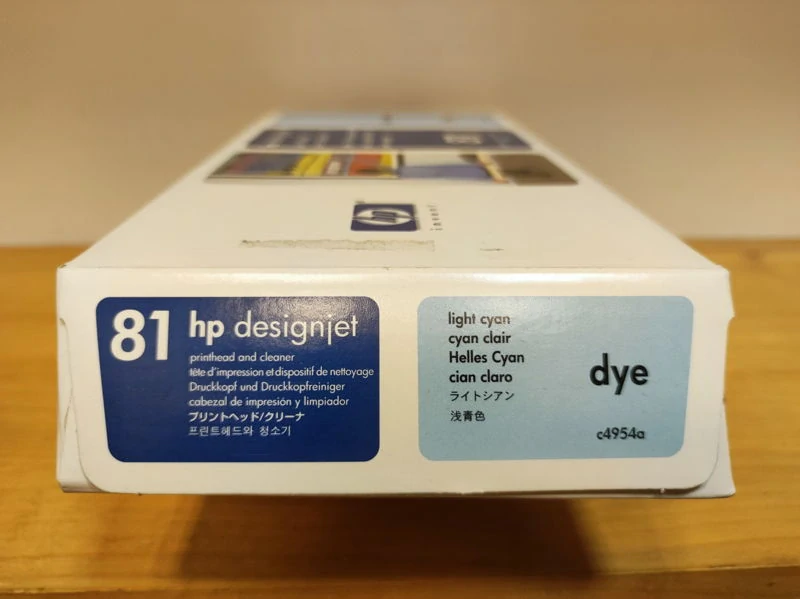 81
hp
invent
81 hp designjet
printhead and cleaner
tête d'impression et dispositif de nettoyage
Druckkopf und Druckkopfreiniger
cabezal de impresión y limpiador
プリントヘッド/クリーナ
프린트헤드와 청소기
light cyan
cyan clair
Helles Cyan
cian claro
ライトシアン
浅青色
dye
c4954a